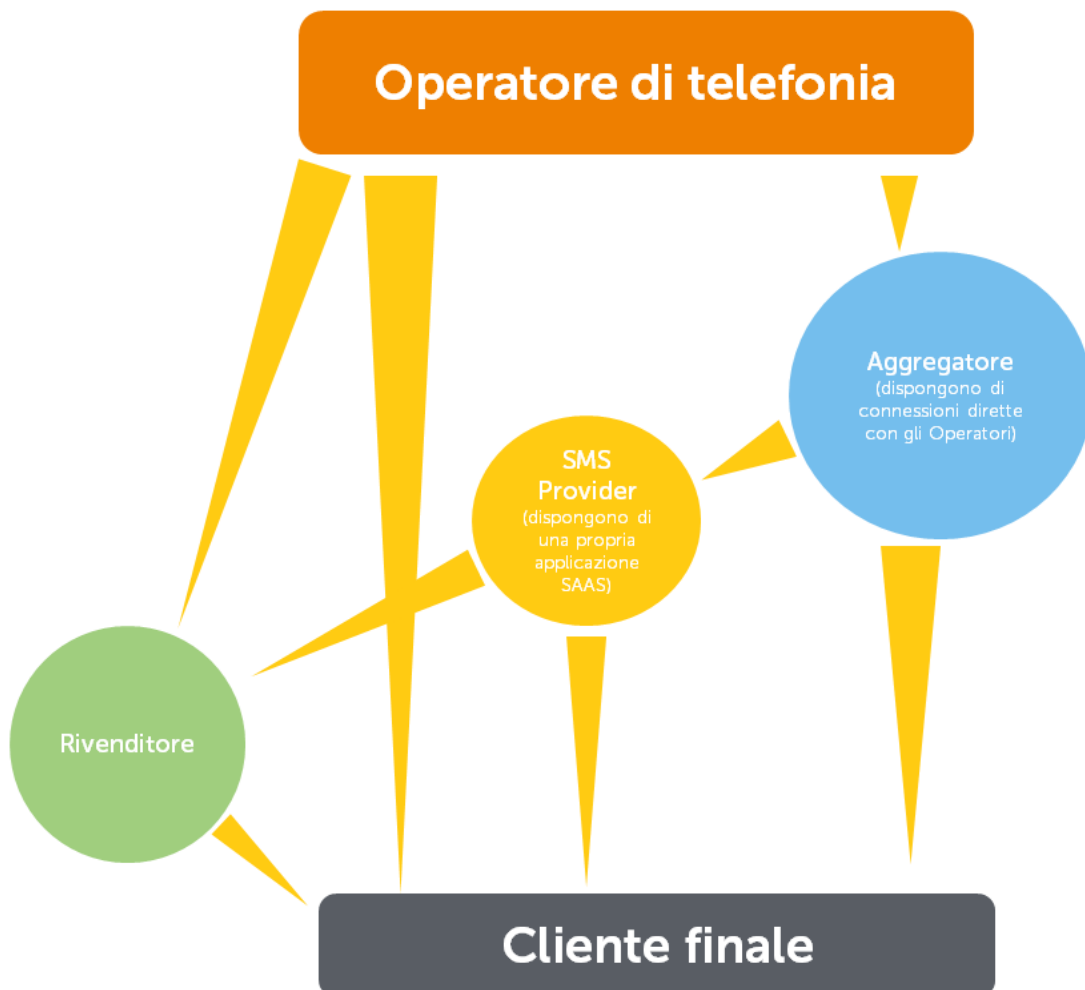 Operatore di telefonia
Aggregatore
(dispongono di
connessioni dirette
con gli Operatori)
SMS
Provider
(dispongono di
una propria
applicazione
SAAS)
Rivenditore
Cliente finale